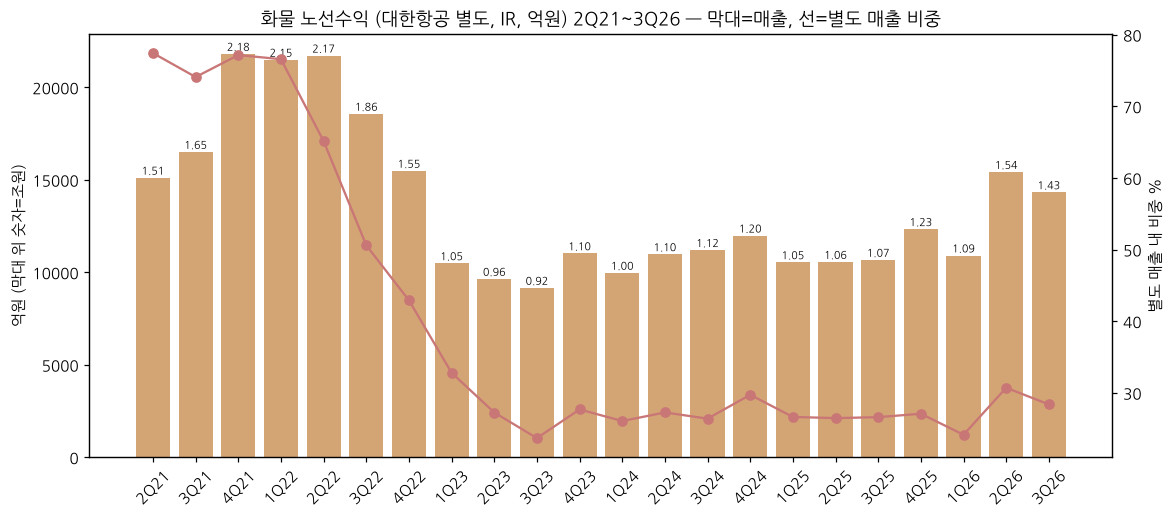 화물 노선수익 (대한항공 별도, IR, 억원) 2Q21~3Q26 — 막대=매출, 선=별도 매출 비중
억원 (막대 위 숫자=조원)
20000
15000
10000
5000
0
1.51 1.65 2.18 2.15 2.17 1.86 1.55 1.05 0.96 0.92 1.10 1.00 1.10 1.12 1.20 1.05 1.06 1.07 1.23 1.09 1.54 1.43
80
70
60
50
40
30
별도 매출 내 비중 %
2Q21 3Q21 4Q21 1Q22 2Q22 3Q22 4Q22 1Q23 2Q23 3Q23 4Q23 1Q24 2Q24 3Q24 4Q24 1Q25 2Q25 3Q25 4Q25 1Q26 2Q26 3Q26